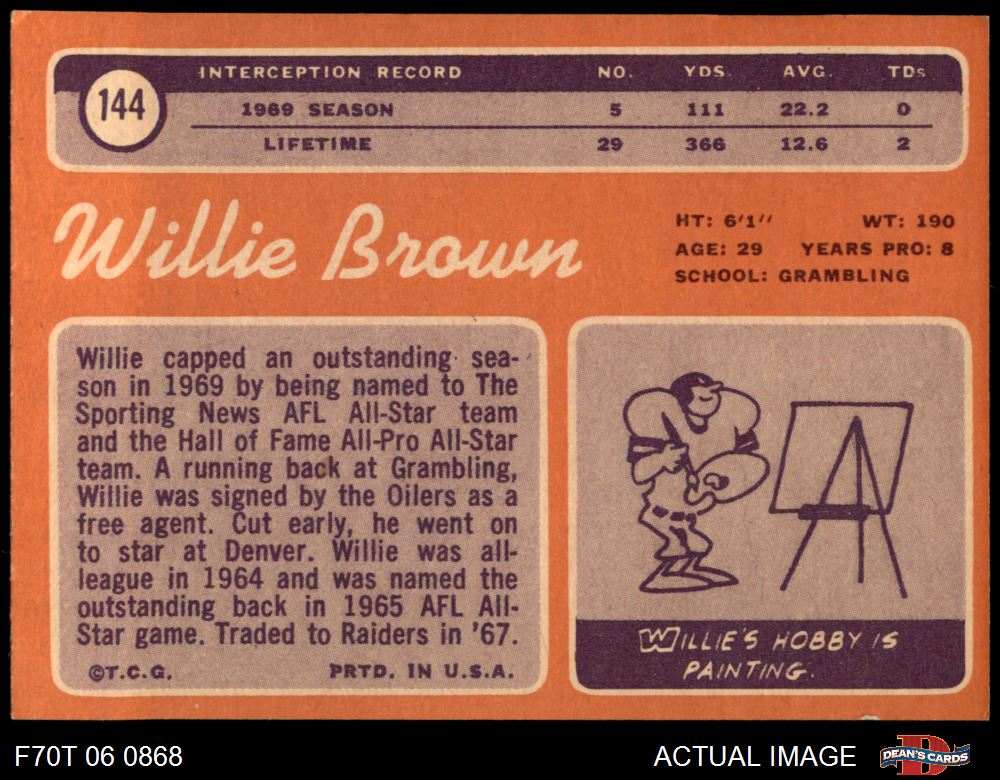 144
INTERCEPTION RECORD NO. YDS. AVG. TDs
1969 SEASON 5 111 22.2 0
LIFETIME 29 366 12.6 2
Willie Brown
HT: 6'1'' WT: 190
AGE: 29 YEARS PRO: 8
SCHOOL: GRAMBLING
Willie capped an outstanding sea-
son in 1969 by being named to The
Sporting News AFL All-Star team
and the Hall of Fame All-Pro All-Star
team. A running back at Grambling,
Willie was signed by the Oilers as a
free agent. Cut early, he went on
to star at Denver. Willie was all-
league in 1964 and was named the
outstanding back in 1965 AFL All-
Star game. Traded to Raiders in '67.
©T.C.G. PRTD. IN U.S.A.
WILLIE'S HOBBY IS
PAINTING.
F70T 06 0868 ACTUAL IMAGE DEAN'S CARDS